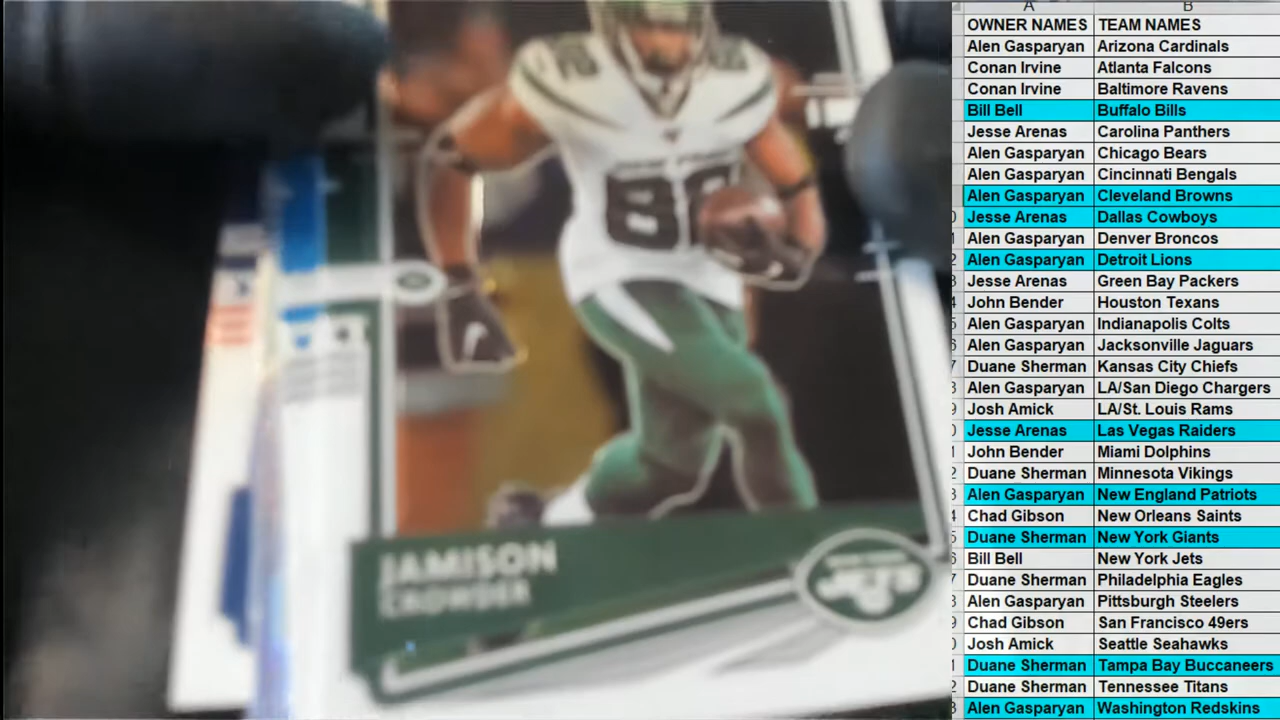 82
JAMISON
CROWDER
JETS
A B
OWNER NAMES TEAM NAMES
Alen Gasparyan Arizona Cardinals
Conan Irvine Atlanta Falcons
Conan Irvine Baltimore Ravens
Bill Bell Buffalo Bills
Jesse Arenas Carolina Panthers
Alen Gasparyan Chicago Bears
Alen Gasparyan Cincinnati Bengals
Alen Gasparyan Cleveland Browns
Jesse Arenas Dallas Cowboys
Alen Gasparyan Denver Broncos
Alen Gasparyan Detroit Lions
Jesse Arenas Green Bay Packers
John Bender Houston Texans
Alen Gasparyan Indianapolis Colts
Alen Gasparyan Jacksonville Jaguars
Duane Sherman Kansas City Chiefs
Alen Gasparyan LA/San Diego Chargers
Josh Amick LA/St. Louis Rams
Jesse Arenas Las Vegas Raiders
John Bender Miami Dolphins
Duane Sherman Minnesota Vikings
Alen Gasparyan New England Patriots
Chad Gibson New Orleans Saints
Duane Sherman New York Giants
Bill Bell New York Jets
Duane Sherman Philadelphia Eagles
Alen Gasparyan Pittsburgh Steelers
Chad Gibson San Francisco 49ers
Josh Amick Seattle Seahawks
Duane Sherman Tampa Bay Buccaneers
Duane Sherman Tennessee Titans
Alen Gasparyan Washington Redskins